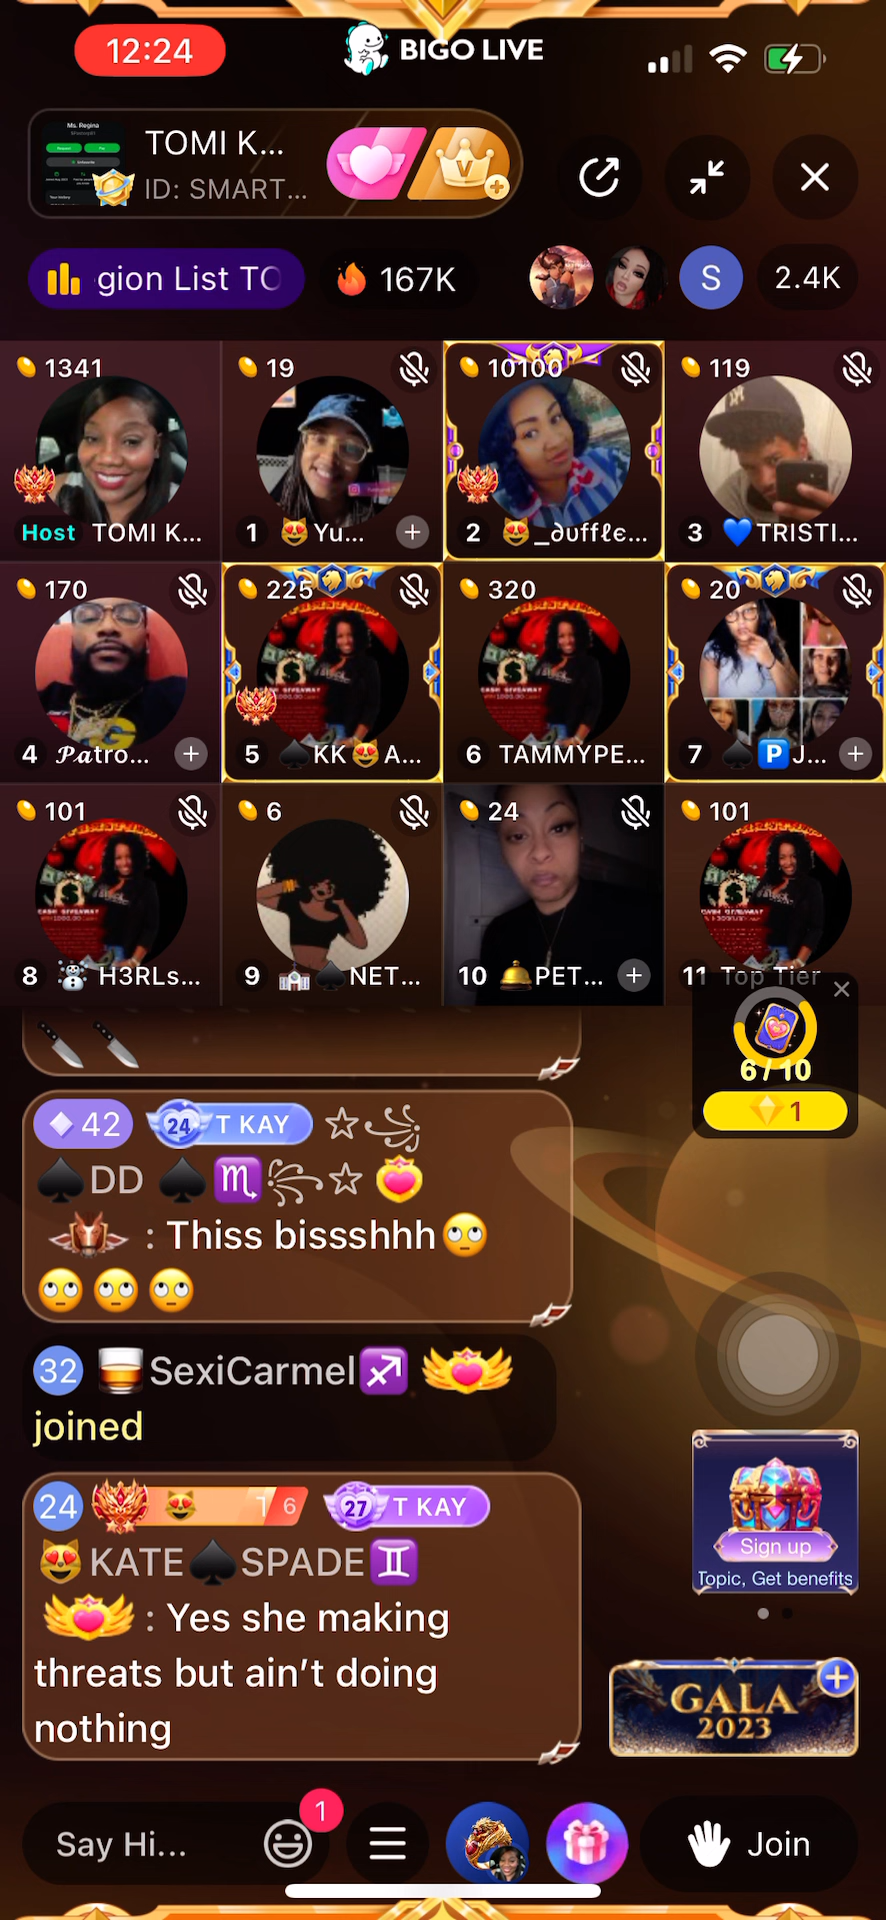 12:24
BIGO LIVE
Ms. Regina
TOMI K...
ID: SMART...
V
gion List TO
167K
S
2.4K
1341
19
10100
119
Host TOMI K...
1 Yu...
2 _∂υffℓє...
3 TRISTI...
170
225
320
20
4 𝓟𝓪tro...
5 ♠KK😻A...
6 TAMMYPE...
7 ♠🅿J...
101
6
24
101
8 ☃H3RLs...
9 ♠NET...
10 PET...
11 Top Tier
6/10
1
42 24 T KAY ☆
♠DD ♠♏ ☆
: Thiss bissshhh🙄
🙄🙄🙄
32 🥃SexiCarmel♐
joined
24 6 27 T KAY
😻KATE♠SPADE♊
: Yes she making
threats but ain't doing
nothing
Sign up
Topic, Get benefits
GALA
2023
1
Say Hi...
Join